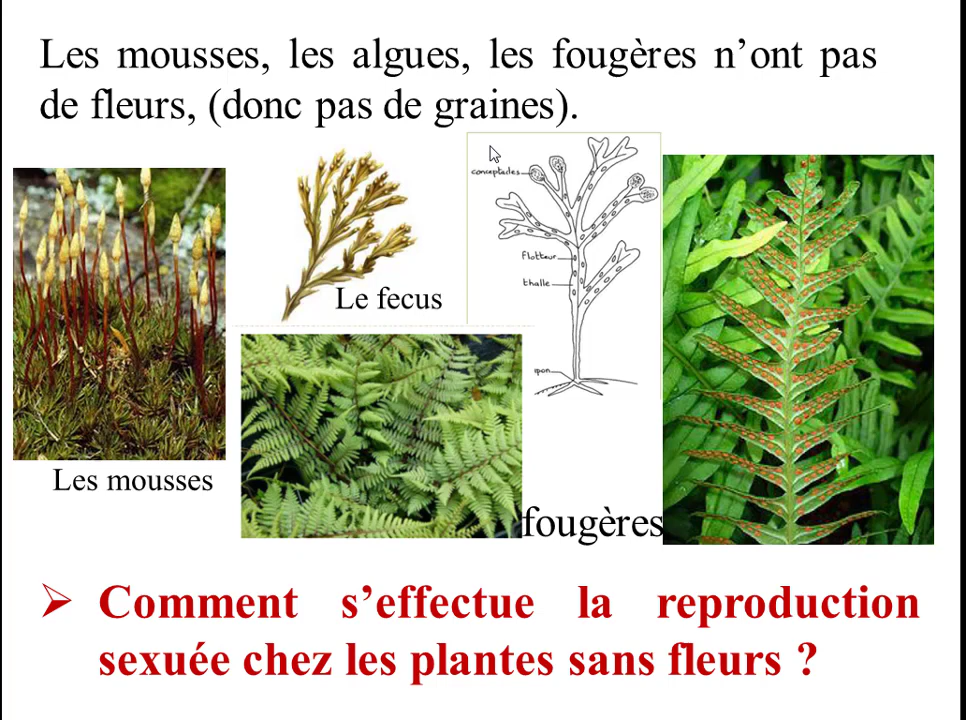 Les mousses, les algues, les fougères n'ont pas
de fleurs, (donc pas de graines).
conceptacles
flotteur
thalle
Le fecus
Les mousses
fougères
➢ Comment s'effectue la reproduction
sexuée chez les plantes sans fleurs ?